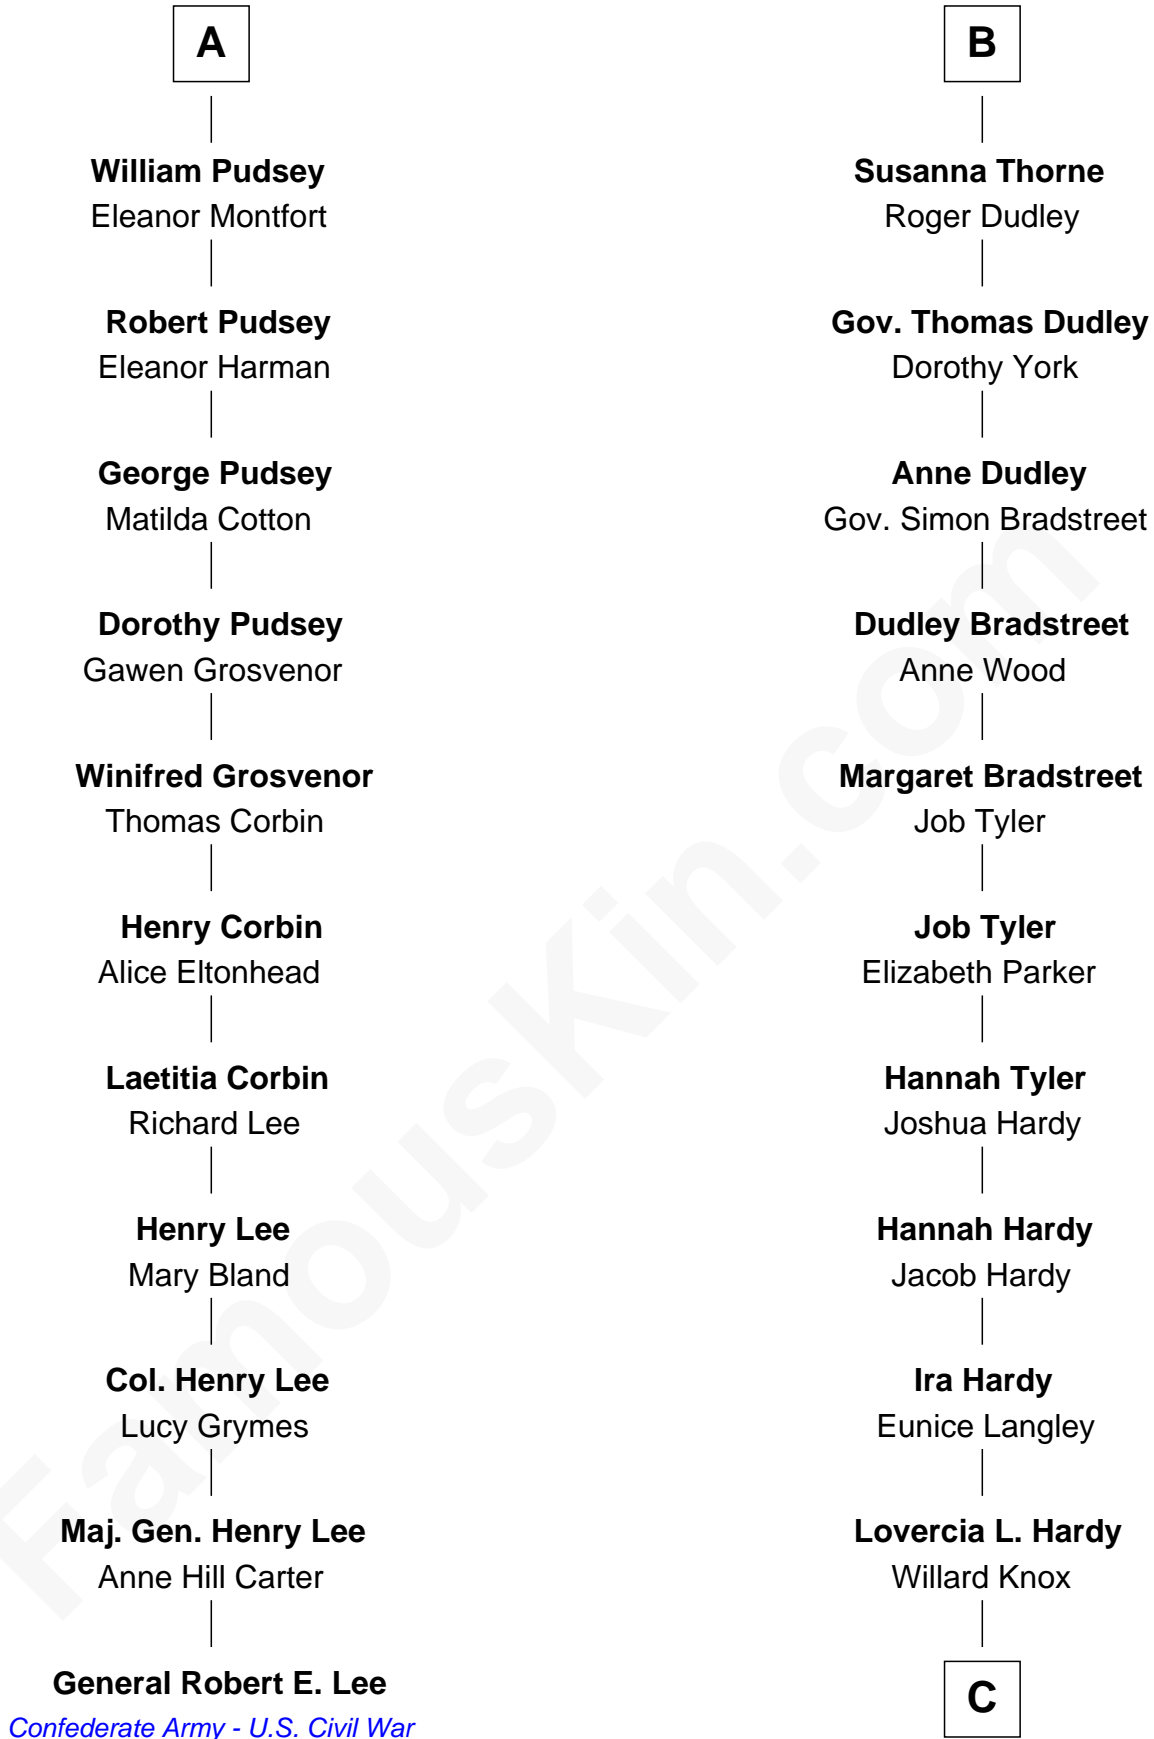 A
William Pudsey
Eleanor Montfort
Robert Pudsey
Eleanor Harman
George Pudsey
Matilda Cotton
Dorothy Pudsey
Gawen Grosvenor
Winifred Grosvenor
Thomas Corbin
Henry Corbin
Alice Eltonhead
Laetitia Corbin
Richard Lee
Henry Lee
Mary Bland
Col. Henry Lee
Lucy Grymes
Maj. Gen. Henry Lee
Anne Hill Carter
General Robert E. Lee
Confederate Army - U.S. Civil War
B
Susanna Thorne
Roger Dudley
Gov. Thomas Dudley
Dorothy York
Anne Dudley
Gov. Simon Bradstreet
Dudley Bradstreet
Anne Wood
Margaret Bradstreet
Job Tyler
Job Tyler
Elizabeth Parker
Hannah Tyler
Joshua Hardy
Hannah Hardy
Jacob Hardy
Ira Hardy
Eunice Langley
Lovercia L. Hardy
Willard Knox
C
FamousKin.com